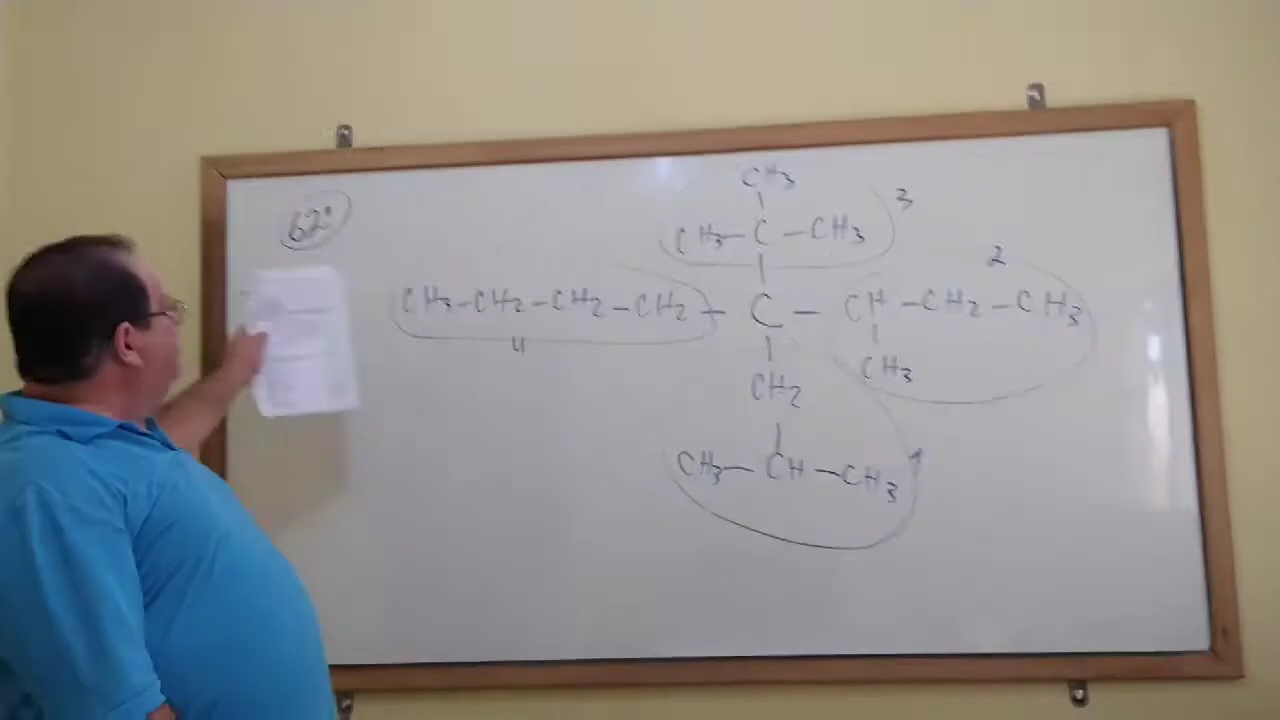 CH3
62º
3
CH3 – C – CH3
2
CH3 – CH2 – CH2 – CH2 – C – CH – CH2 – CH3
4
CH2
CH3
1
CH3 – CH – CH3